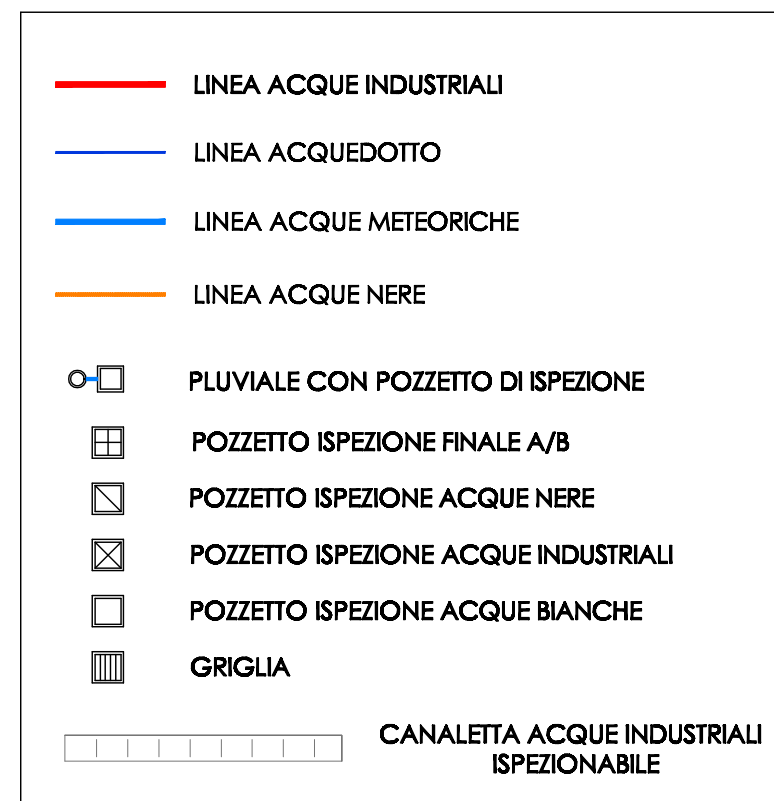 LINEA ACQUE INDUSTRIALI
LINEA ACQUEDOTTO
LINEA ACQUE METEORICHE
LINEA ACQUE NERE
PLUVIALE CON POZZETTO DI ISPEZIONE
POZZETTO ISPEZIONE FINALE A/B
POZZETTO ISPEZIONE ACQUE NERE
POZZETTO ISPEZIONE ACQUE INDUSTRIALI
POZZETTO ISPEZIONE ACQUE BIANCHE
GRIGLIA
CANALETTA ACQUE INDUSTRIALI
ISPEZIONABILE